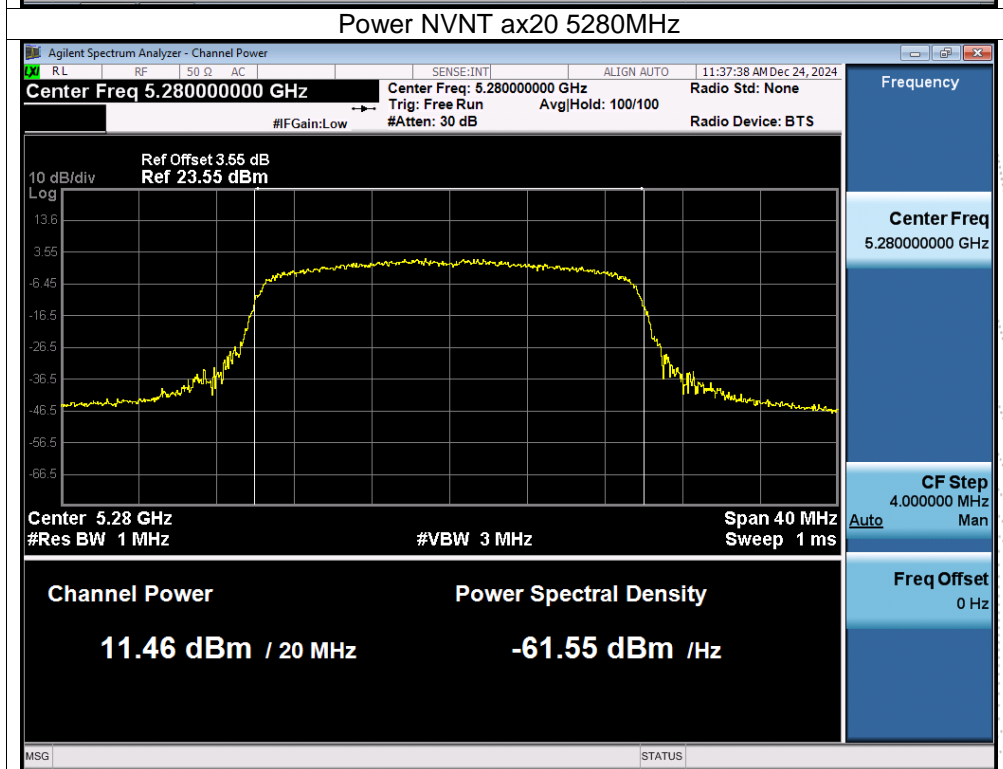 Power NVNT ax20 5280MHz
Agilent Spectrum Analyzer - Channel Power
LXI RL RF 50 Ω AC SENSE:INT ALIGN AUTO 11:37:38 AM Dec 24, 2024
Center Freq 5.280000000 GHz
Center Freq: 5.280000000 GHz
Radio Std: None
Trig: Free Run Avg|Hold: 100/100
#IFGain:Low
#Atten: 30 dB
Radio Device: BTS
Ref Offset 3.55 dB
10 dB/div Ref 23.55 dBm
Log
13.6
3.55
-6.45
-16.5
-26.5
-36.5
-46.5
-56.5
-66.5
Center 5.28 GHz Span 40 MHz
#Res BW 1 MHz #VBW 3 MHz Sweep 1 ms
Channel Power Power Spectral Density
11.46 dBm / 20 MHz -61.55 dBm /Hz
Frequency
Center Freq
5.280000000 GHz
CF Step
4.000000 MHz
Auto Man
Freq Offset
0 Hz
MSG STATUS